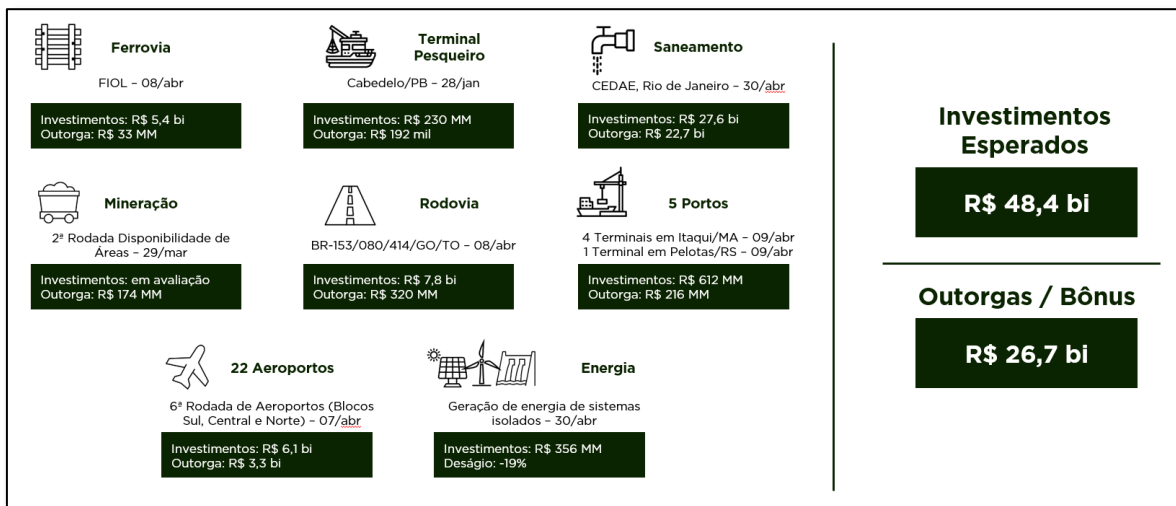 Ferrovia
FIOL – 08/abr
Investimentos: R$ 5,4 bi
Outorga: R$ 33 MM
Terminal
Pesqueiro
Cabedelo/PB – 28/jan
Investimentos: R$ 230 MM
Outorga: R$ 192 mil
Saneamento
CEDAE, Rio de Janeiro – 30/abr
Investimentos: R$ 27,6 bi
Outorga: R$ 22,7 bi
Mineração
2ª Rodada Disponibilidade de
Áreas – 29/mar
Investimentos: em avaliação
Outorga: R$ 174 MM
Rodovia
BR-153/080/414/GO/TO – 08/abr
Investimentos: R$ 7,8 bi
Outorga: R$ 320 MM
5 Portos
4 Terminais em Itaqui/MA – 09/abr
1 Terminal em Pelotas/RS – 09/abr
Investimentos: R$ 612 MM
Outorga: R$ 216 MM
22 Aeroportos
6ª Rodada de Aeroportos (Blocos
Sul, Central e Norte) – 07/abr
Investimentos: R$ 6,1 bi
Outorga: R$ 3,3 bi
Energia
Geração de energia de sistemas
isolados – 30/abr
Investimentos: R$ 356 MM
Deságio: -19%
Investimentos
Esperados
R$ 48,4 bi
Outorgas / Bônus
R$ 26,7 bi